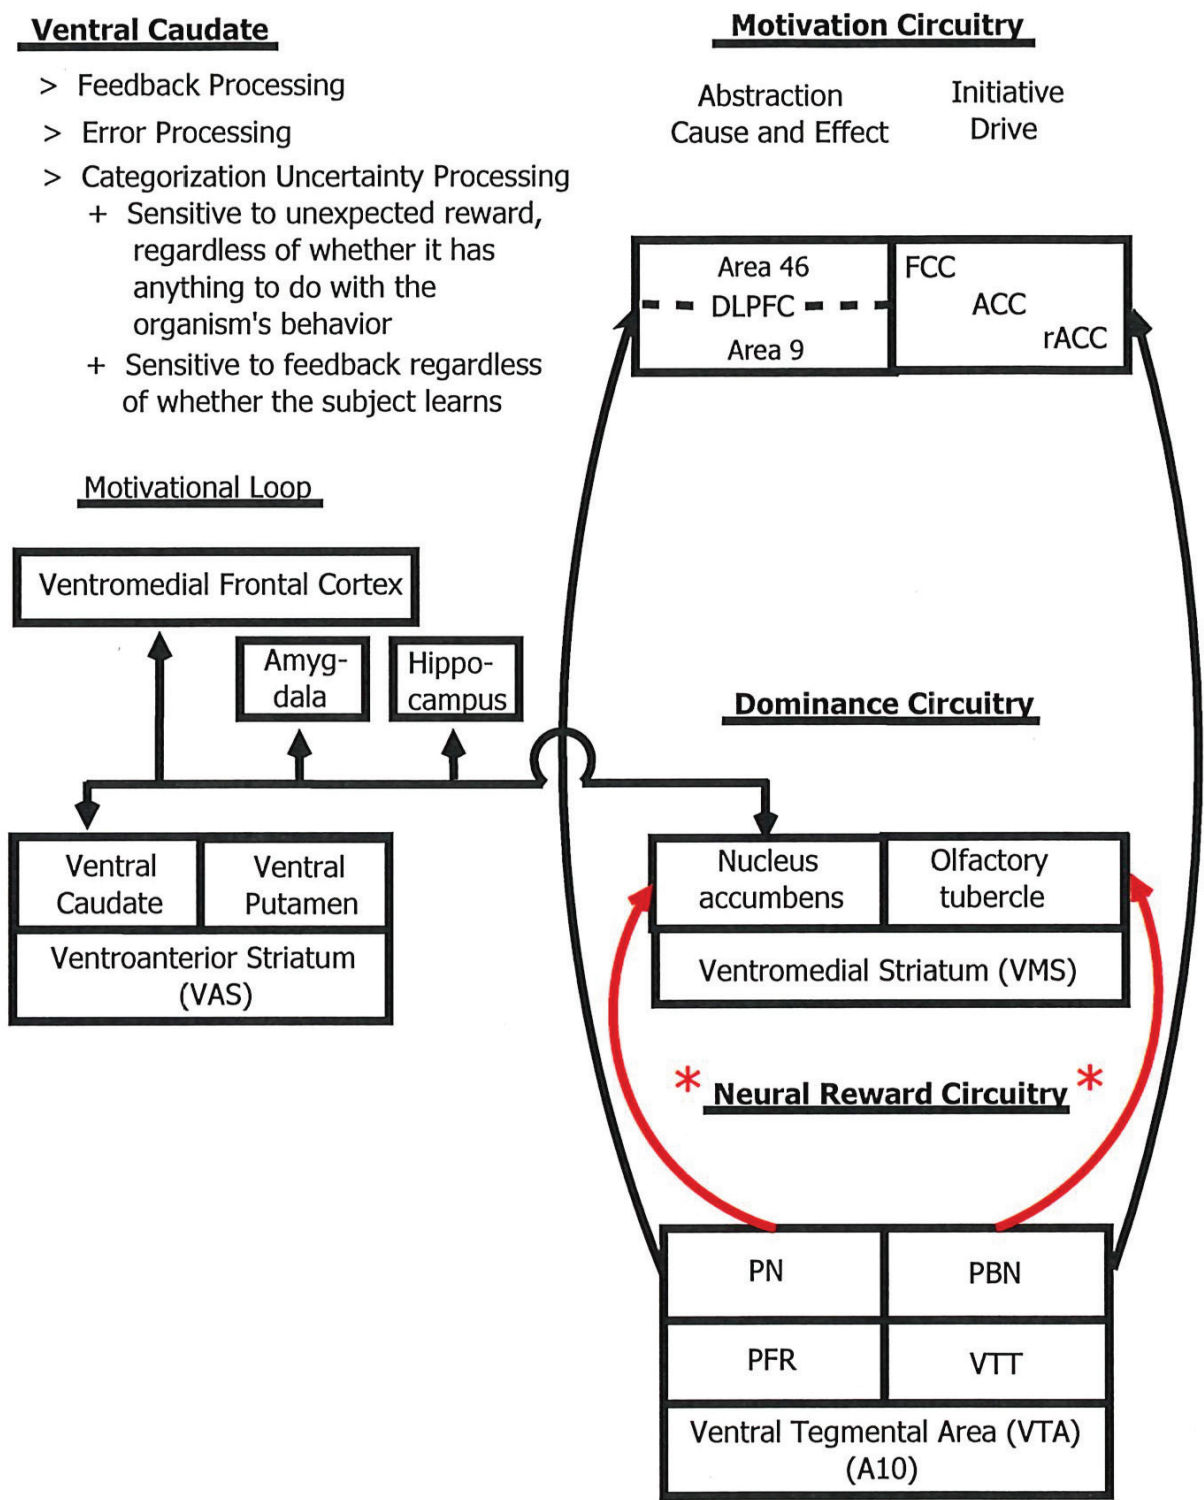 Ventral Caudate
> Feedback Processing
> Error Processing
> Categorization Uncertainty Processing
+ Sensitive to unexpected reward,
regardless of whether it has
anything to do with the
organism's behavior
+ Sensitive to feedback regardless
of whether the subject learns
Motivation Circuitry
Abstraction
Cause and Effect
Initiative
Drive
Area 46
DLPFC
Area 9
FCC
ACC
rACC
Motivational Loop
Ventromedial Frontal Cortex
Amyg-
dala
Hippo-
campus
Ventral
Caudate
Ventral
Putamen
Ventroanterior Striatum
(VAS)
Dominance Circuitry
Nucleus
accumbens
Olfactory
tubercle
Ventromedial Striatum (VMS)
* Neural Reward Circuitry *
PN
PBN
PFR
VTT
Ventral Tegmental Area (VTA)
(A10)